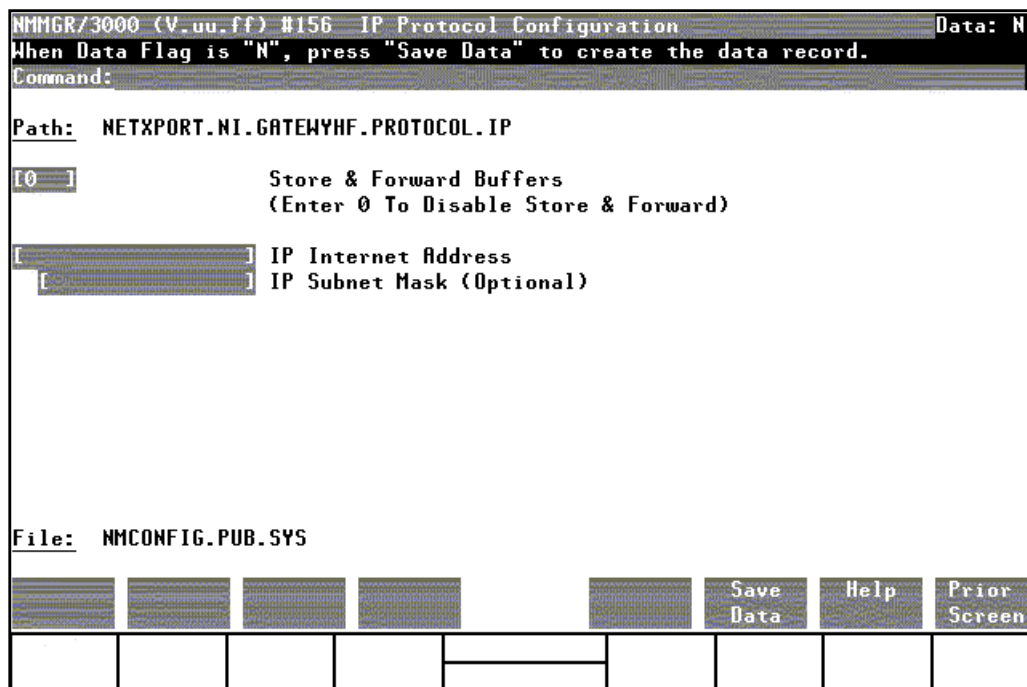 NMMGR/3000 (V.uu.ff) #156 IP Protocol Configuration Data: N
When Data Flag is "N", press "Save Data" to create the data record.
Command:
Path: NETXPORT.NI.GATEWYHF.PROTOCOL.IP
[0 ] Store & Forward Buffers
(Enter 0 To Disable Store & Forward)
[ ] IP Internet Address
[ ] IP Subnet Mask (Optional)
File: NMCONFIG.PUB.SYS
Save Data
Help
Prior Screen